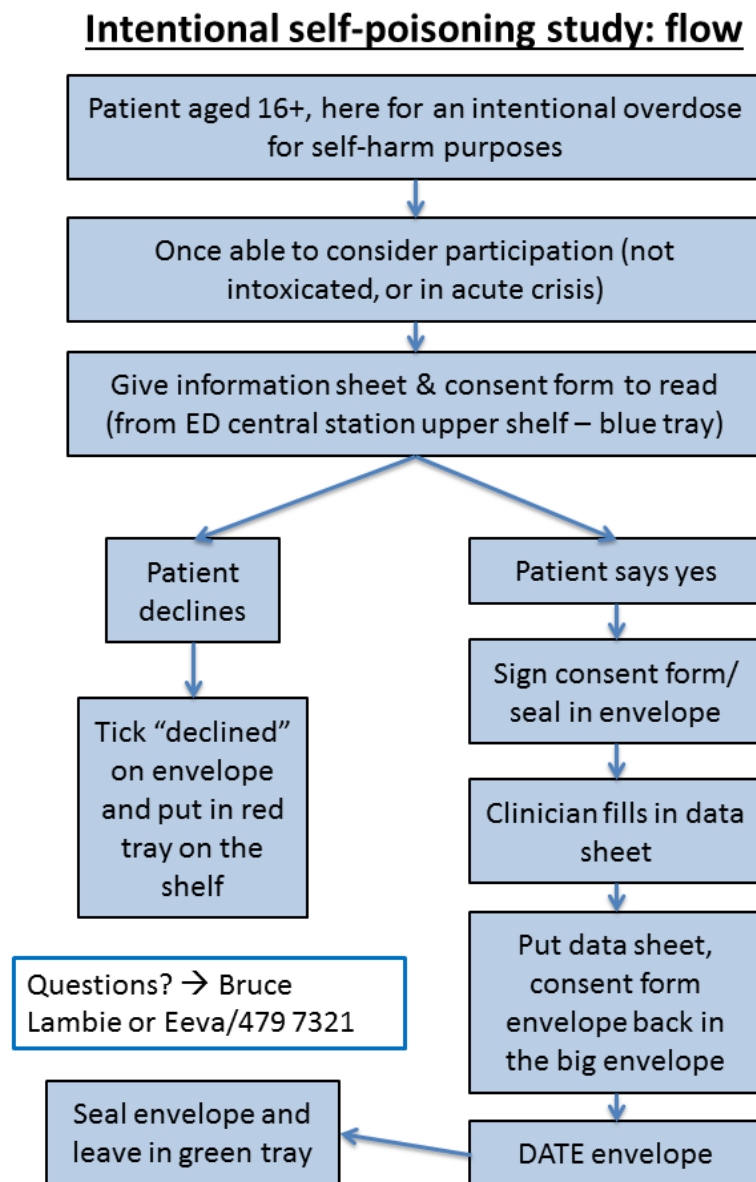 Intentional self-poisoning study: flow
Patient aged 16+, here for an intentional overdose
for self-harm purposes
Once able to consider participation (not
intoxicated, or in acute crisis)
Give information sheet & consent form to read
(from ED central station upper shelf – blue tray)
Patient
declines
Tick “declined”
on envelope
and put in red
tray on the
shelf
Patient says yes
Sign consent form/
seal in envelope
Clinician fills in data
sheet
Put data sheet,
consent form
envelope back in
the big envelope
DATE envelope
Seal envelope and
leave in green tray
Questions? → Bruce
Lambie or Eeva/479 7321